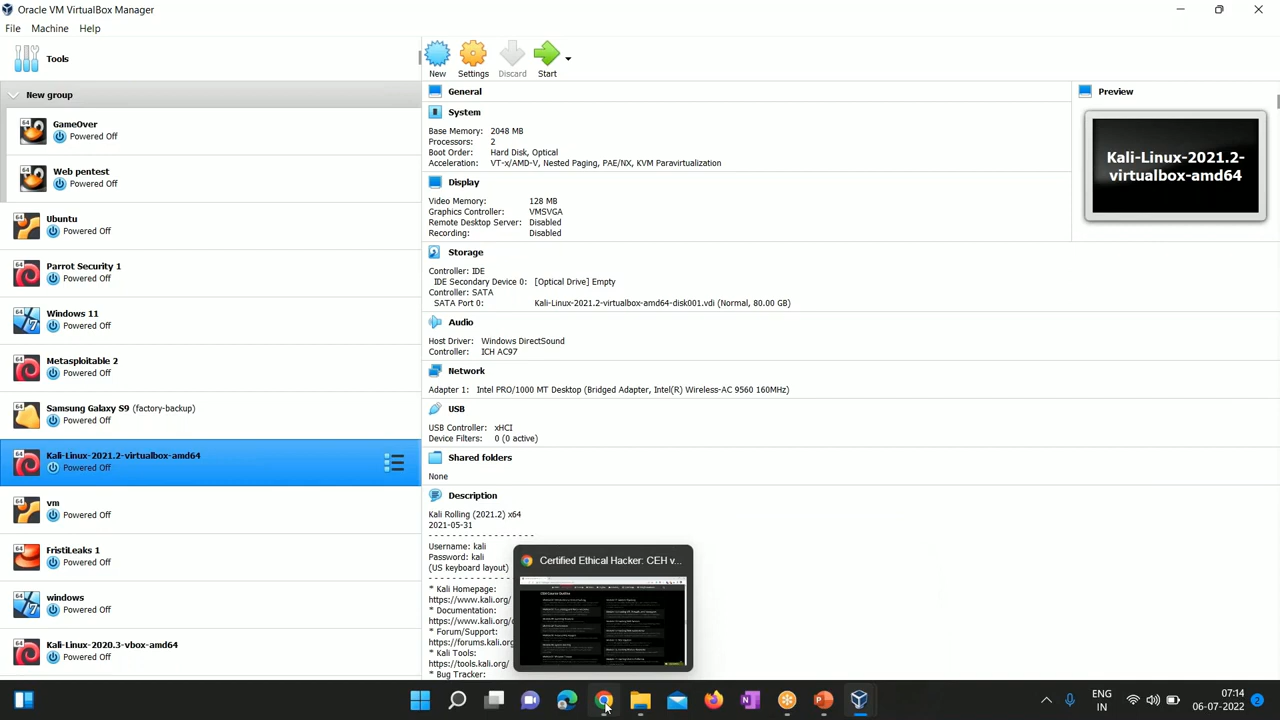 Oracle VM VirtualBox Manager
File Machine Help
Tools
New Settings Discard Start
New group
GameOver
Powered Off
Web pentest
Powered Off
Ubuntu
Powered Off
Parrot Security 1
Powered Off
Windows 11
Powered Off
Metasploitable 2
Powered Off
Samsung Galaxy S9 (factory-backup)
Powered Off
Kali-Linux-2021.2-virtualbox-amd64
Powered Off
vm
Powered Off
FristiLeaks 1
Powered Off
windows
Powered Off
Kali-Linux-2020.3-vbox-amd64
Powered Off
General
System
Base Memory: 2048 MB
Processors: 2
Boot Order: Hard Disk, Optical
Acceleration: VT-x/AMD-V, Nested Paging, PAE/NX, KVM Paravirtualization
Display
Video Memory: 128 MB
Graphics Controller: VMSVGA
Remote Desktop Server: Disabled
Recording: Disabled
Storage
Controller: IDE
IDE Secondary Device 0: [Optical Drive] Empty
Controller: SATA
SATA Port 0: Kali-Linux-2021.2-virtualbox-amd64-disk001.vdi (Normal, 80.00 GB)
Audio
Host Driver: Windows DirectSound
Controller: ICH AC97
Network
Adapter 1: Intel PRO/1000 MT Desktop (Bridged Adapter, Intel(R) Wireless-AC 9560 160MHz)
USB
USB Controller: xHCI
Device Filters: 0 (0 active)
Shared folders
None
Description
Kali Rolling (2021.2) x64
2021-05-31
- - - - - - - - - - - - - - - - - -
Username: kali
Password: kali
(US keyboard layout)
- - - - - - - - - - - - - - -
* Kali Homepage:
https://www.kali.org/
* Documentation:
https://www.kali.org/
* Forum/Support:
https://forums.kali.org
* Kali Tools:
https://tools.kali.org/
* Bug Tracker:
Preview
Kali-Linux-2021.2-
virtualbox-amd64
Certified Ethical Hacker: CEH v...
ENG
IN
07:14
06-07-2022
2